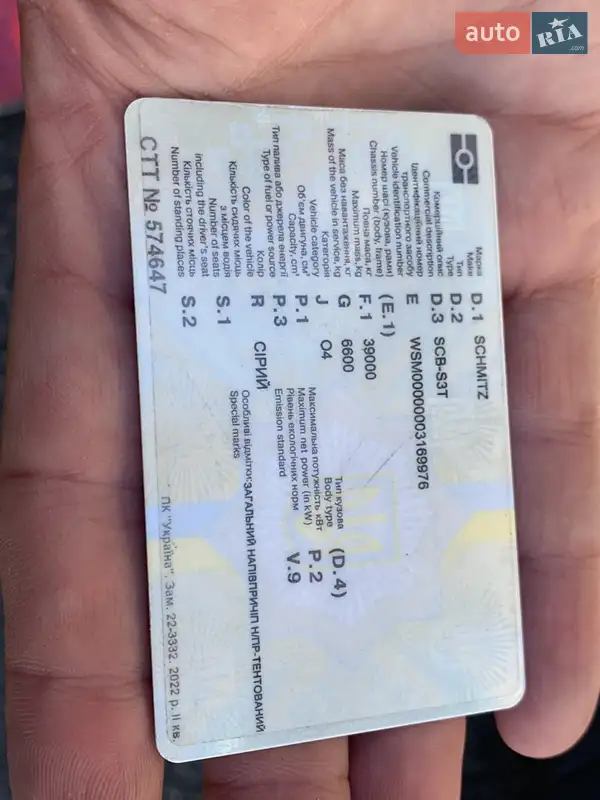 auto RIA .com
Марка
Make
D.1 SCHMITZ
Тип
Type
D.2
Комерційний опис
Commercial description
D.3 SCB-S3T
Ідентифікаційний номер
транспортного засобу
Vehicle identification number
E WSM00000003169976
Номер шасі (кузова, рами)
Chassis number (body, frame)
(E.1)
Повна маса, кг
Maximum mass, kg
F.1 39000
Маса без навантаження, кг
Mass of the vehicle in service, kg
G 6600
Категорія
Vehicle category
J O4
Тип кузова
Body type
(D.4)
Об'єм двигуна, см³
Capacity, cm³
P.1
Максимальна потужність кВт
Maximum net power (in kW)
P.2
Тип палива або джерела енергії
Type of fuel or power source
P.3
Рівень екологічних норм
Emission standard
V.9
Колір
Color of the vehicle
R СІРИЙ
Кількість сидячих місць
з місцем водія
Number of seats
including the driver's seat
S.1
Особливі відмітки: ЗАГАЛЬНИЙ НАПІВПРИЧІП Н/ПР-ТЕНТОВАНИЙ
Special marks
Кількість стоячих місць
Number of standing places
S.2
СТТ № 574647
ПК "Україна". Зам. 22-3332. 2022 р. ІІ кв.